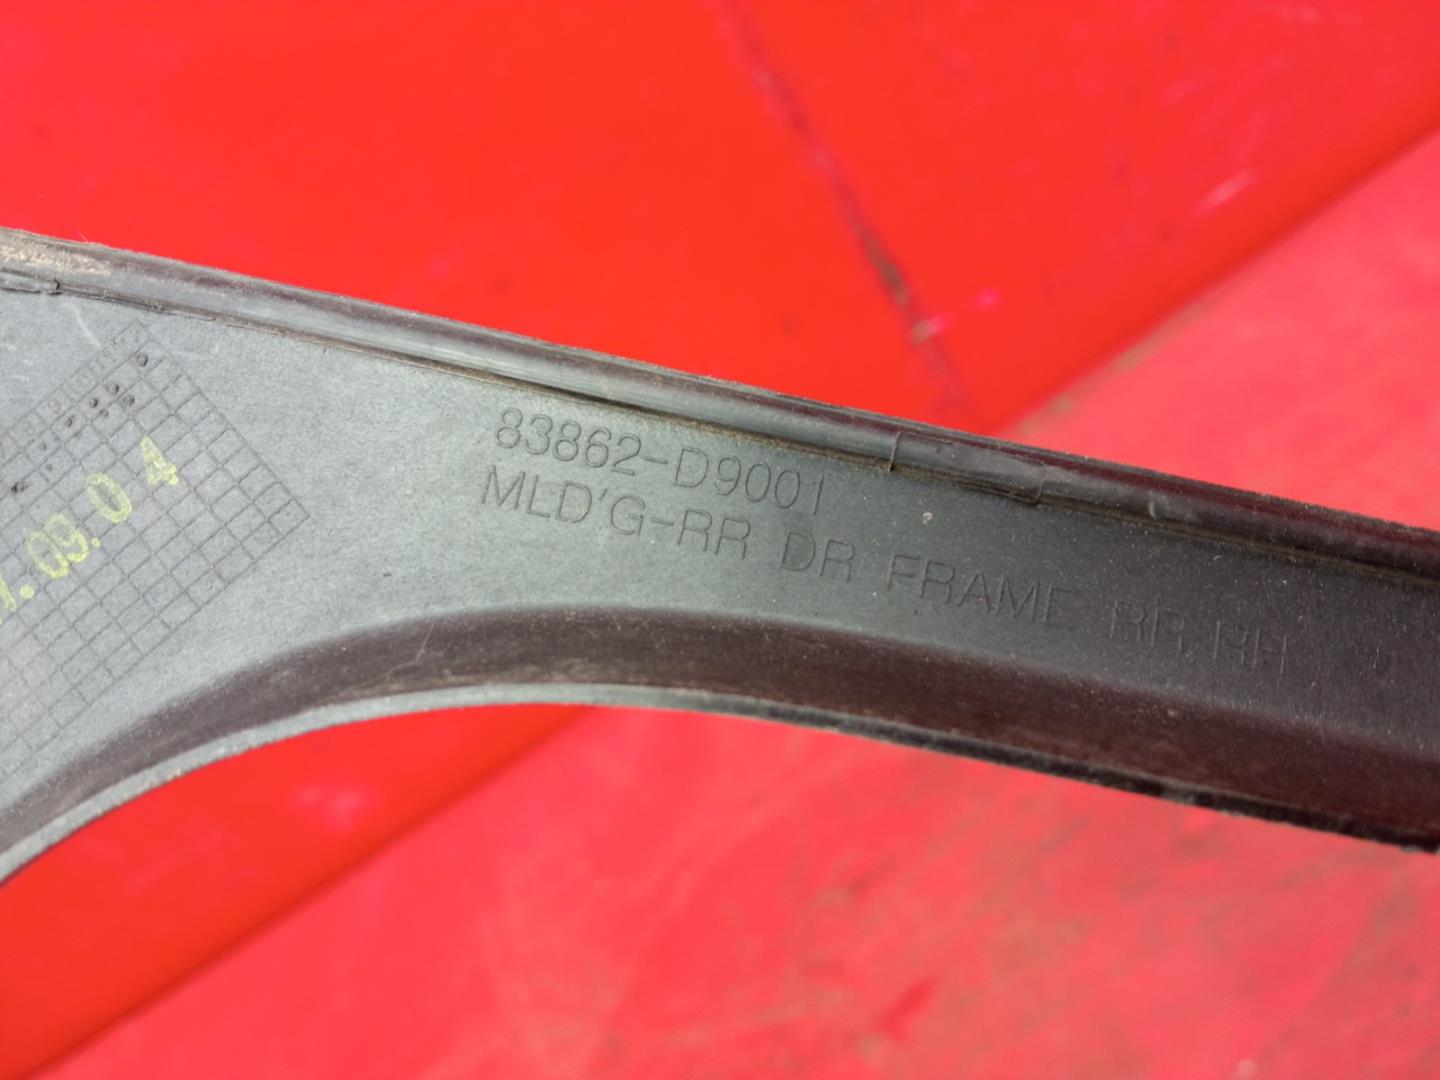 83862-D9001
MLD'G-RR DR FRAME RR, RH
.09.04